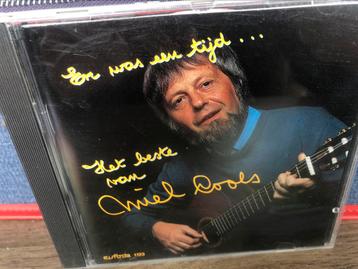 Er was een tijd...
Het beste
van
Miel Cools